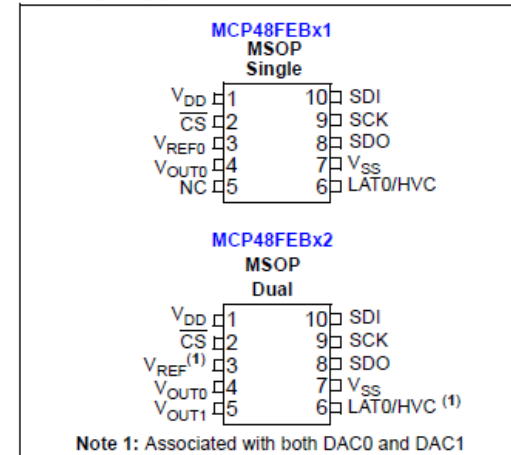 MCP48FEBx1
MSOP
Single
VDD 1 10 SDI
CS 2 9 SCK
VREF0 3 8 SDO
VOUT0 4 7 VSS
NC 5 6 LAT0/HVC
MCP48FEBx2
MSOP
Dual
VDD 1 10 SDI
CS 2 9 SCK
VREF(1) 3 8 SDO
VOUT0 4 7 VSS
VOUT1 5 6 LAT0/HVC (1)
Note 1: Associated with both DAC0 and DAC1